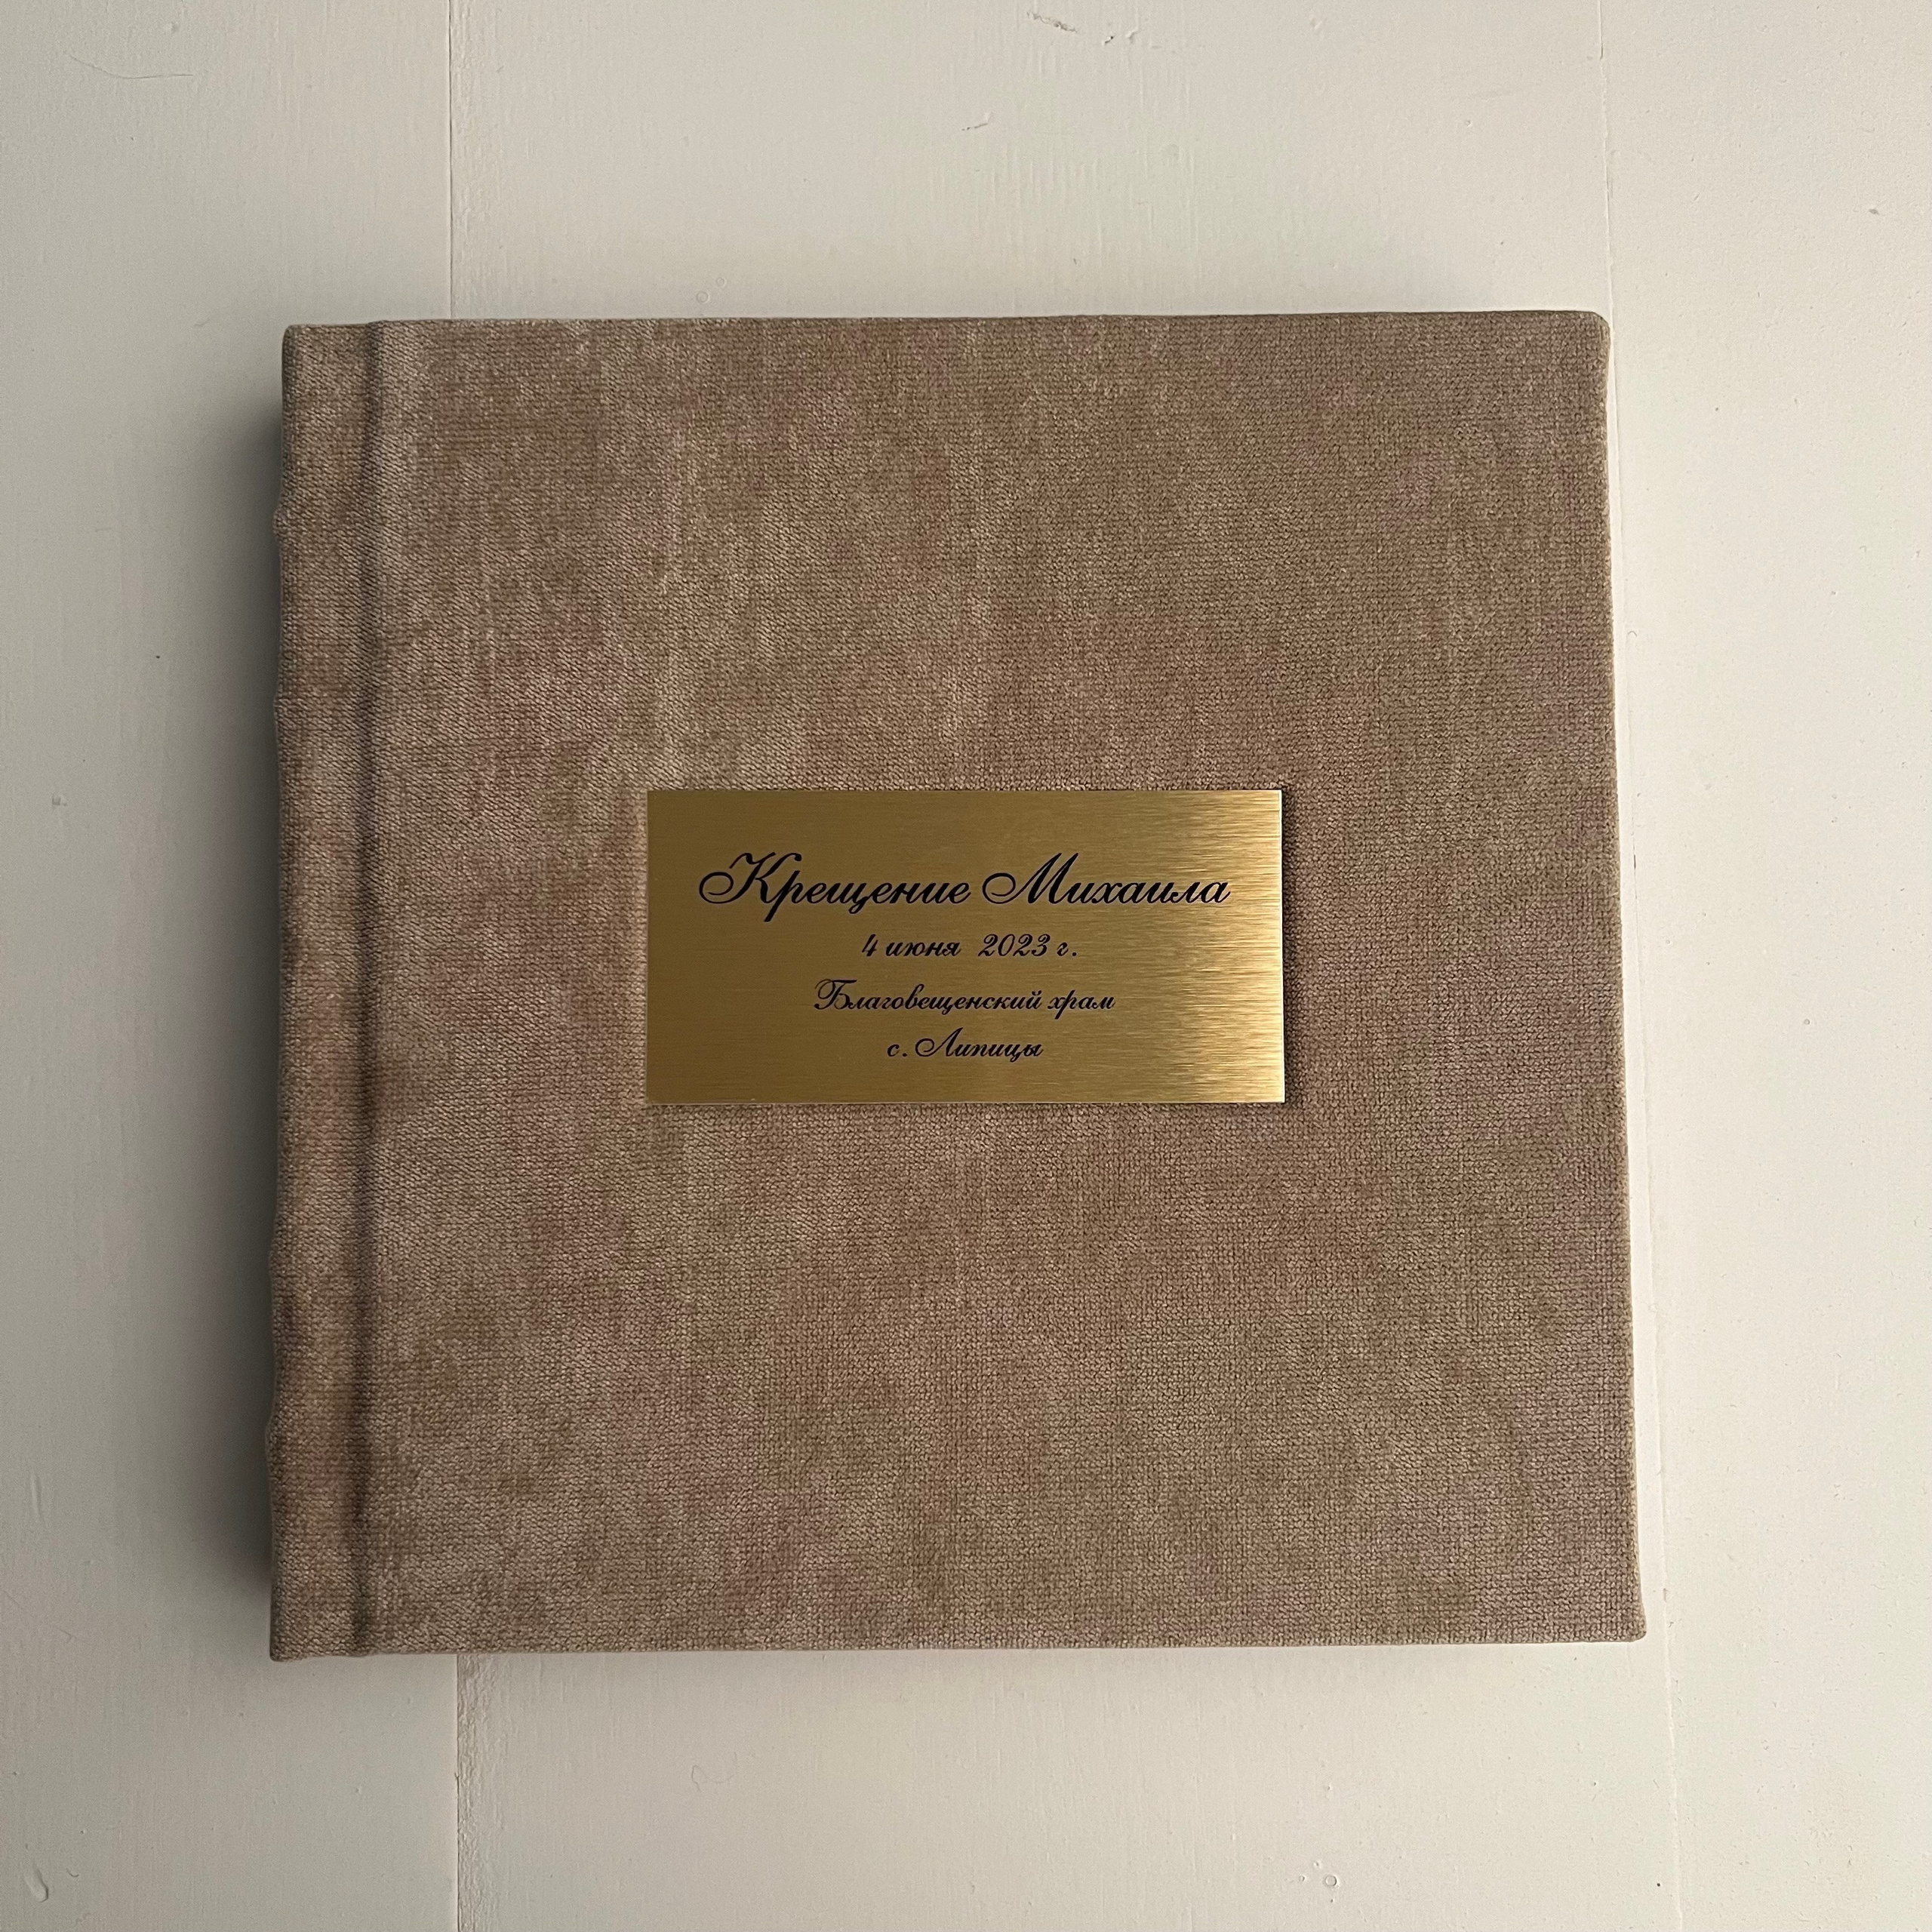 Крещение Михаила
4 июня 2023 г.
Благовещенский храм
с. Липицы